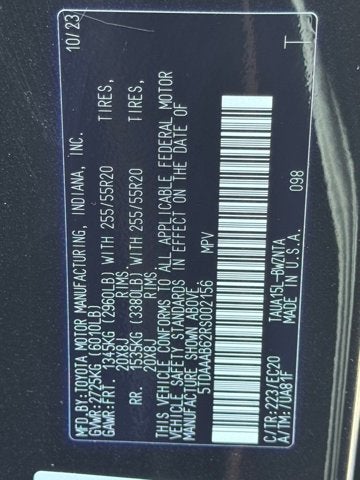 MFD.BY:TOYOTA MOTOR MANUFACTURING, INDIANA, INC. 10/23
GVWR:2725KG(6010LB)
GAWR:FRT. 1345KG(2960LB) WITH 255/55R20 TIRES,
20X8J RIMS,
RR. 1535KG(3380LB) WITH 255/55R20 TIRES,
20X8J RIMS,
THIS VEHICLE CONFORMS TO ALL APPLICABLE FEDERAL MOTOR
VEHICLE SAFETY STANDARDS IN EFFECT ON THE DATE OF
MANUFACTURE SHOWN ABOVE.
5TDAAAB62RS002156 MPV
C/TR:223/EC20 TAUA15L-BWZNTA 098
A/TM:7UA81F MADE IN U.S.A. T